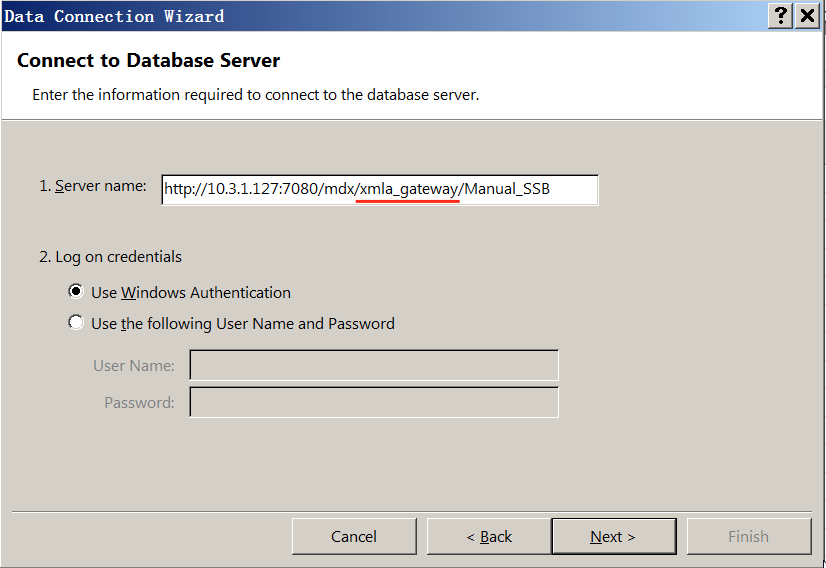 Data Connection Wizard
Connect to Database Server
Enter the information required to connect to the database server.
1. Server name: http://10.3.1.127:7080/mdx/xmla_gateway/Manual_SSB
2. Log on credentials
Use Windows Authentication
Use the following User Name and Password
User Name:
Password:
Cancel < Back Next > Finish